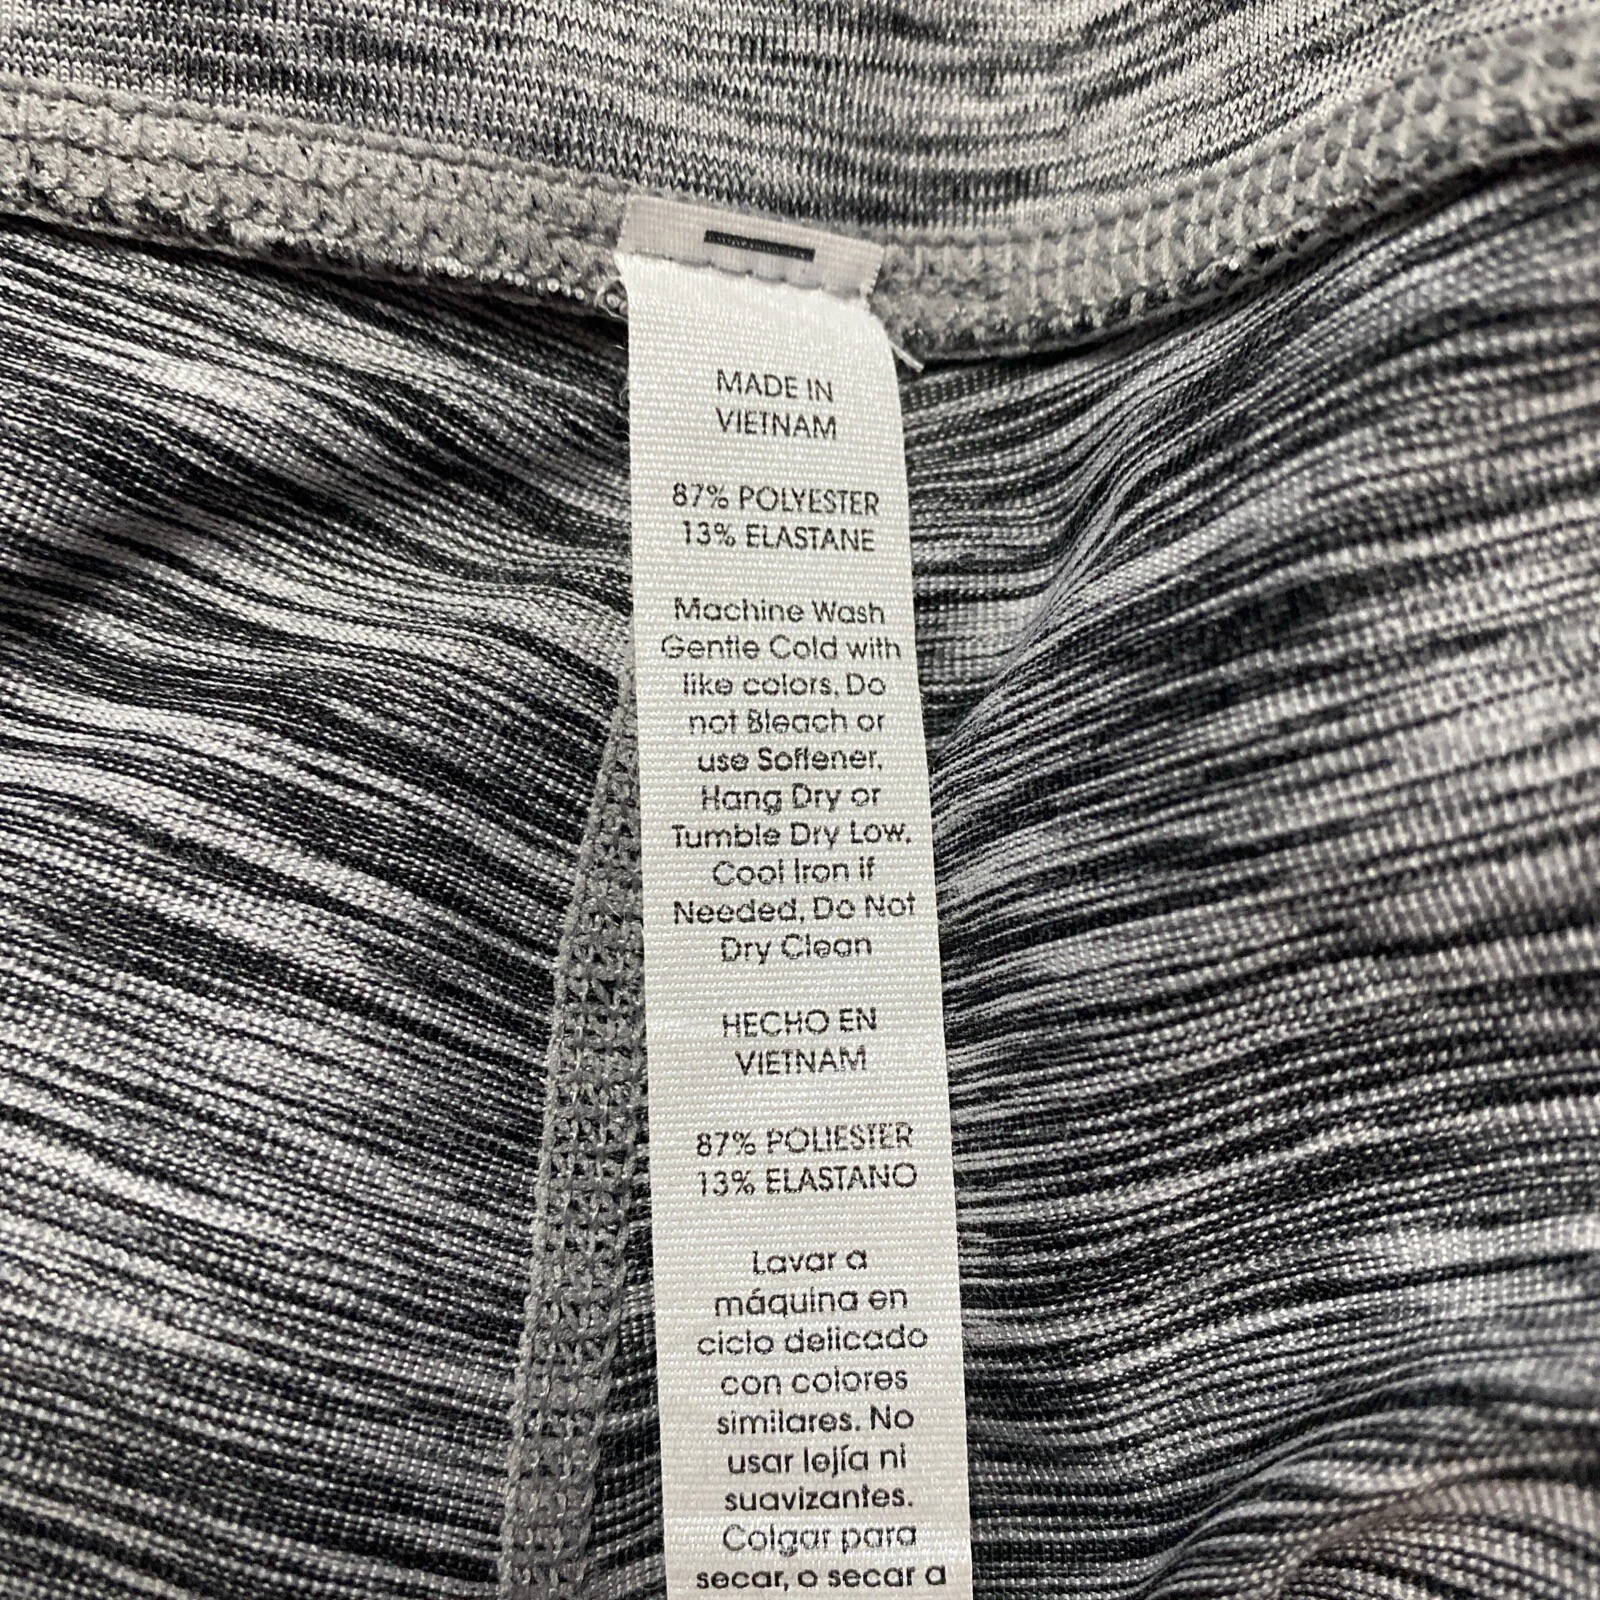 MADE IN
VIETNAM
87% POLYESTER
13% ELASTANE
Machine Wash
Gentle Cold with
like colors, Do
not Bleach or
use Softener,
Hang Dry or
Tumble Dry Low,
Cool Iron if
Needed, Do Not
Dry Clean
HECHO EN
VIETNAM
87% POLIESTER
13% ELASTANO
Lavar a
máquina en
ciclo delicado
con colores
similares. No
usar lejía ni
suavizantes.
Colgar para
secar, o secar a